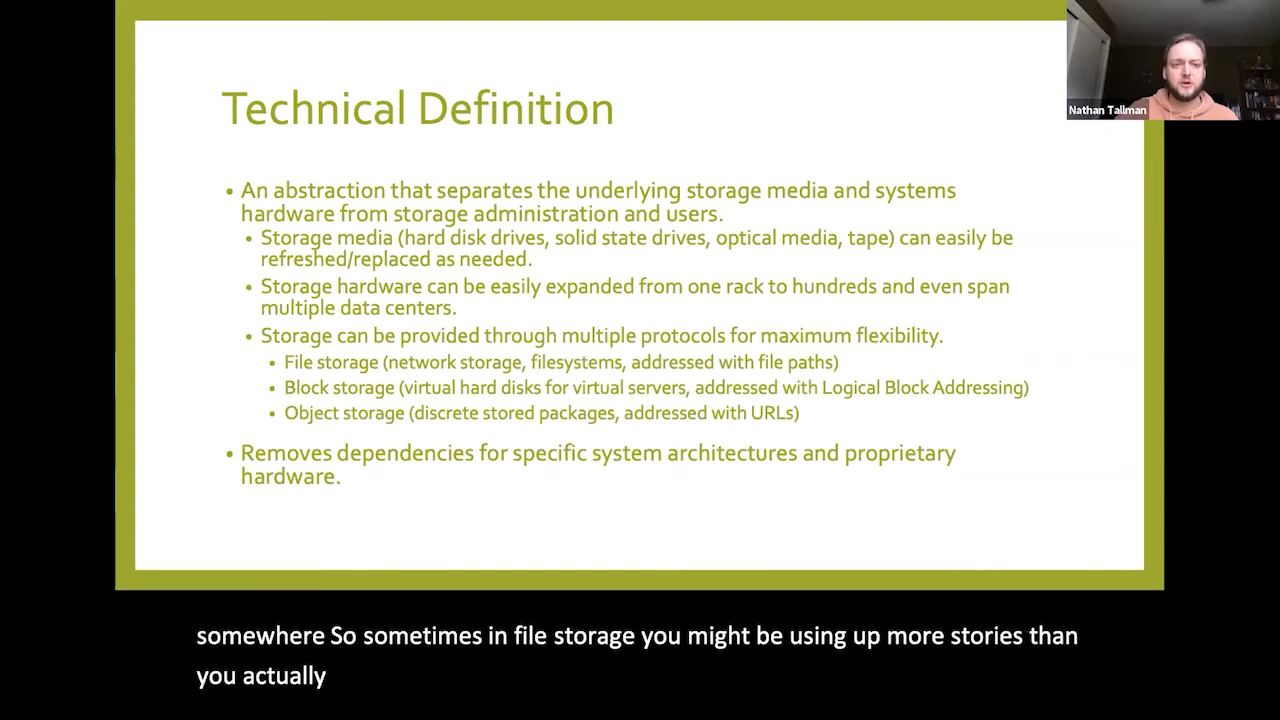 Technical Definition
• An abstraction that separates the underlying storage media and systems
hardware from storage administration and users.
• Storage media (hard disk drives, solid state drives, optical media, tape) can easily be
refreshed/replaced as needed.
• Storage hardware can be easily expanded from one rack to hundreds and even span
multiple data centers.
• Storage can be provided through multiple protocols for maximum flexibility.
• File storage (network storage, filesystems, addressed with file paths)
• Block storage (virtual hard disks for virtual servers, addressed with Logical Block Addressing)
• Object storage (discrete stored packages, addressed with URLs)
• Removes dependencies for specific system architectures and proprietary
hardware.
Nathan Tallman
somewhere So sometimes in file storage you might be using up more stories than
you actually